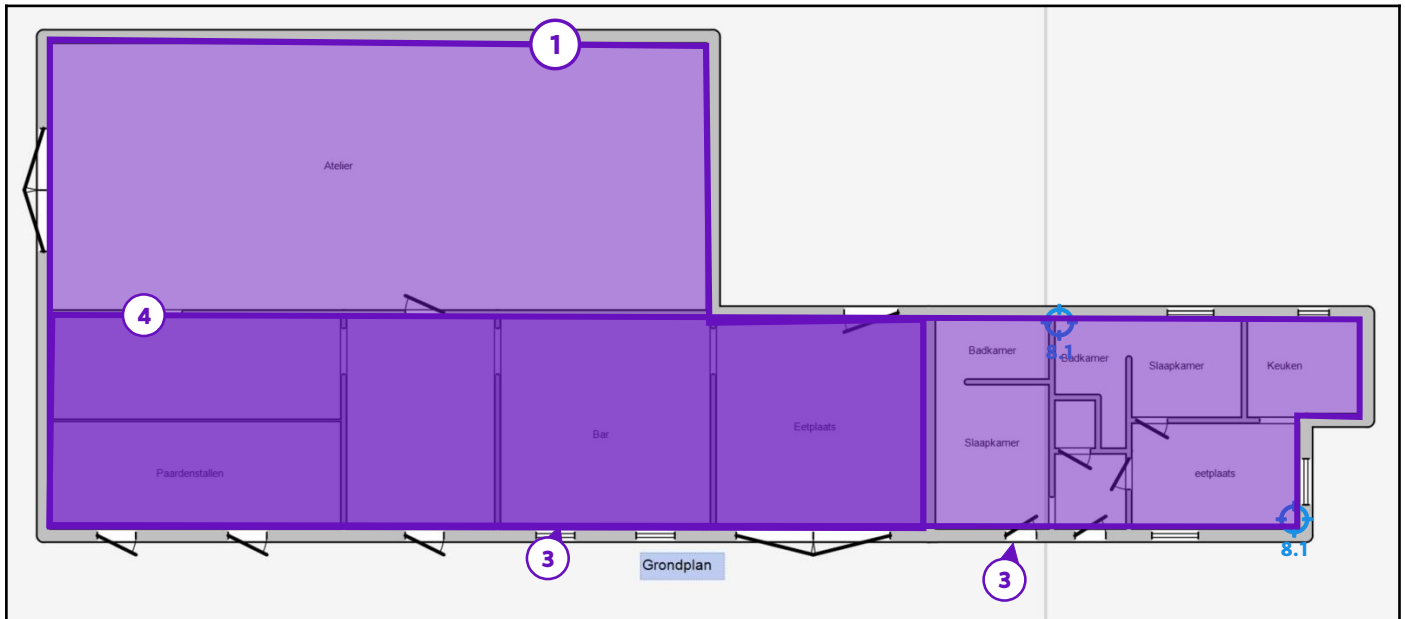 1
Atelier
4
Badkamer
8.1
Badkamer
Slaapkamer
Keuken
Paardenstallen
Bar
Eetplaats
Slaapkamer
eetplaats
8.1
3
Grondplan
3